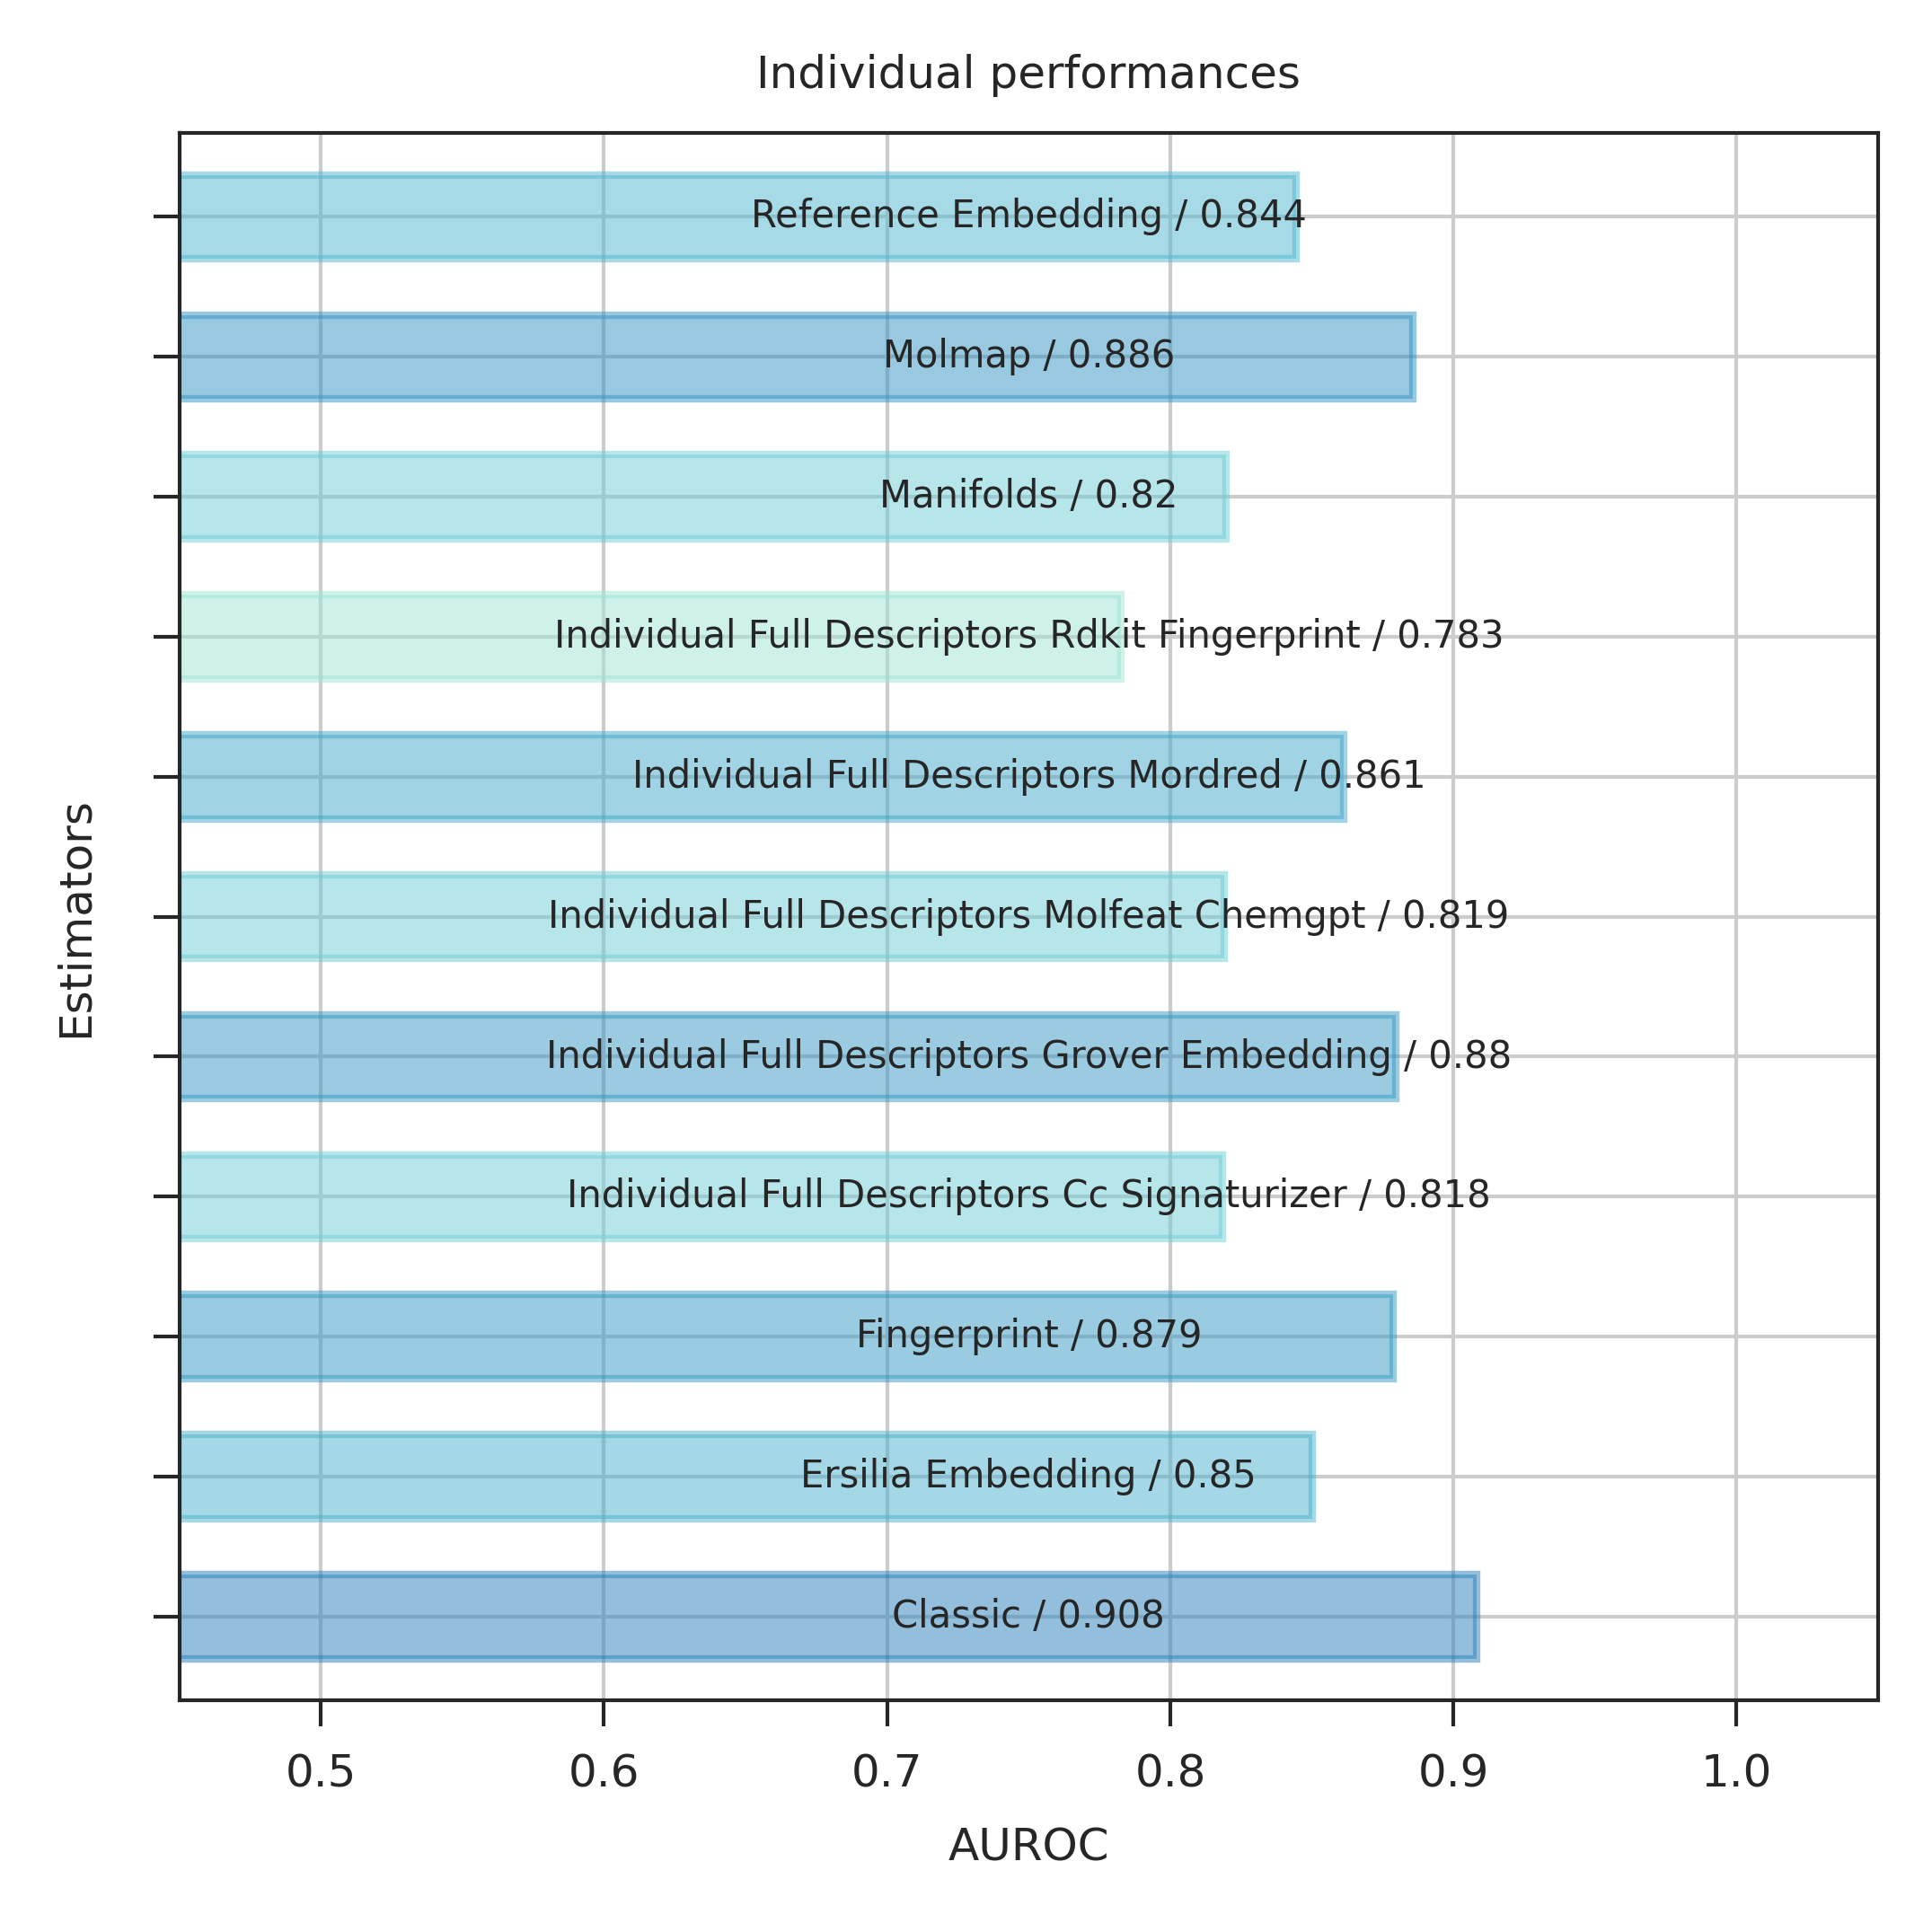 Individual performances
Reference Embedding / 0.844
Molmap / 0.886
Manifolds / 0.82
Individual Full Descriptors Rdkit Fingerprint / 0.783
Individual Full Descriptors Mordred / 0.861
Individual Full Descriptors Molfeat Chemgpt / 0.819
Individual Full Descriptors Grover Embedding / 0.88
Individual Full Descriptors Cc Signaturizer / 0.818
Fingerprint / 0.879
Ersilia Embedding / 0.85
Classic / 0.908
Estimators
0.5 0.6 0.7 0.8 0.9 1.0
AUROC